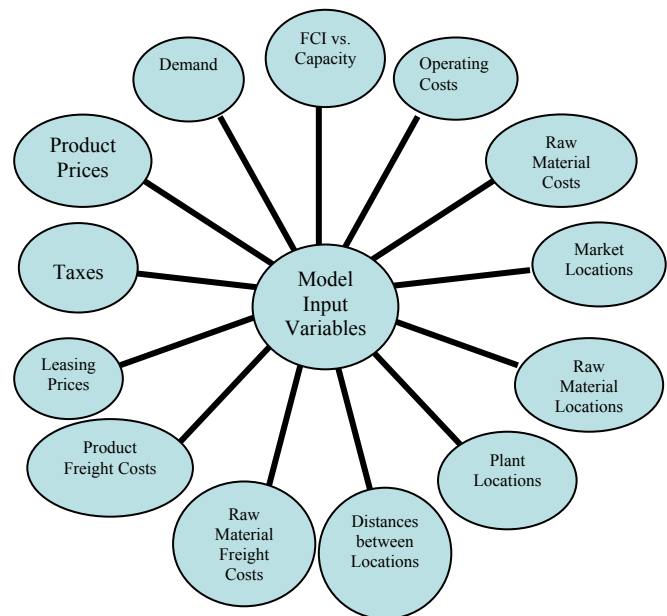 FCI vs.
Capacity
Operating
Costs
Raw
Material
Costs
Market
Locations
Raw
Material
Locations
Plant
Locations
Distances
between
Locations
Raw
Material
Freight
Costs
Product
Freight Costs
Leasing
Prices
Taxes
Product
Prices
Demand
Model
Input
Variables